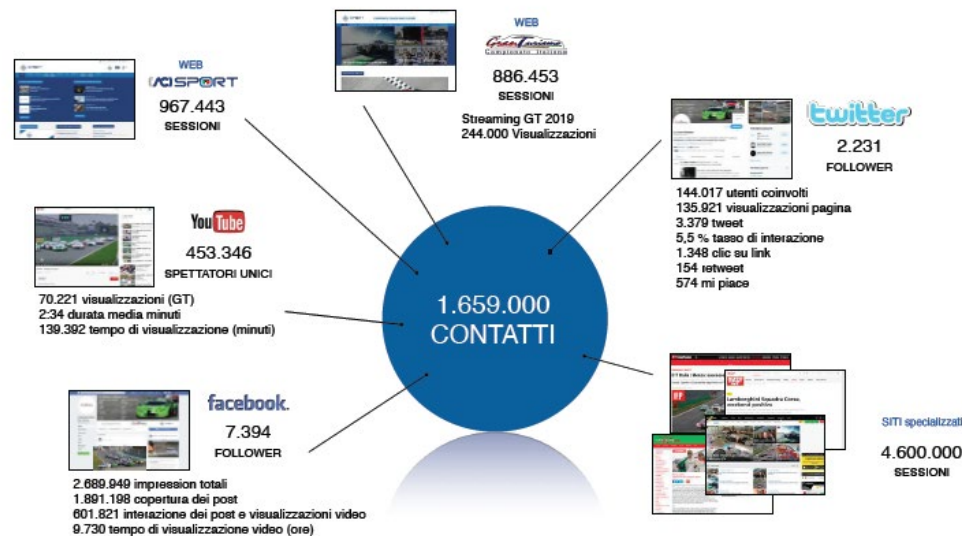 WEB
ACI SPORT
967.443
SESSIONI
WEB
Gran Turismo
Campionato Italiano
886.453
SESSIONI
Streaming GT 2019
244.000 Visualizzazioni
twitter
2.231
FOLLOWER
144.017 utenti coinvolti
135.921 visualizzazioni pagina
3.379 tweet
5,5 % tasso di interazione
1.348 clic su link
154 retweet
574 mi piace
YouTube
453.346
SPETTATORI UNICI
70.221 visualizzazioni (GT)
2:34 durata media minuti
139.392 tempo di visualizzazione (minuti)
1.659.000
CONTATTI
facebook.
7.394
FOLLOWER
2.689.949 impression totali
1.891.198 copertura dei post
601.821 interazione dei post e visualizzazioni video
9.730 tempo di visualizzazione video (ore)
Lamborghini Squadra Corse,
SITI specializzati
4.600.000
SESSIONI